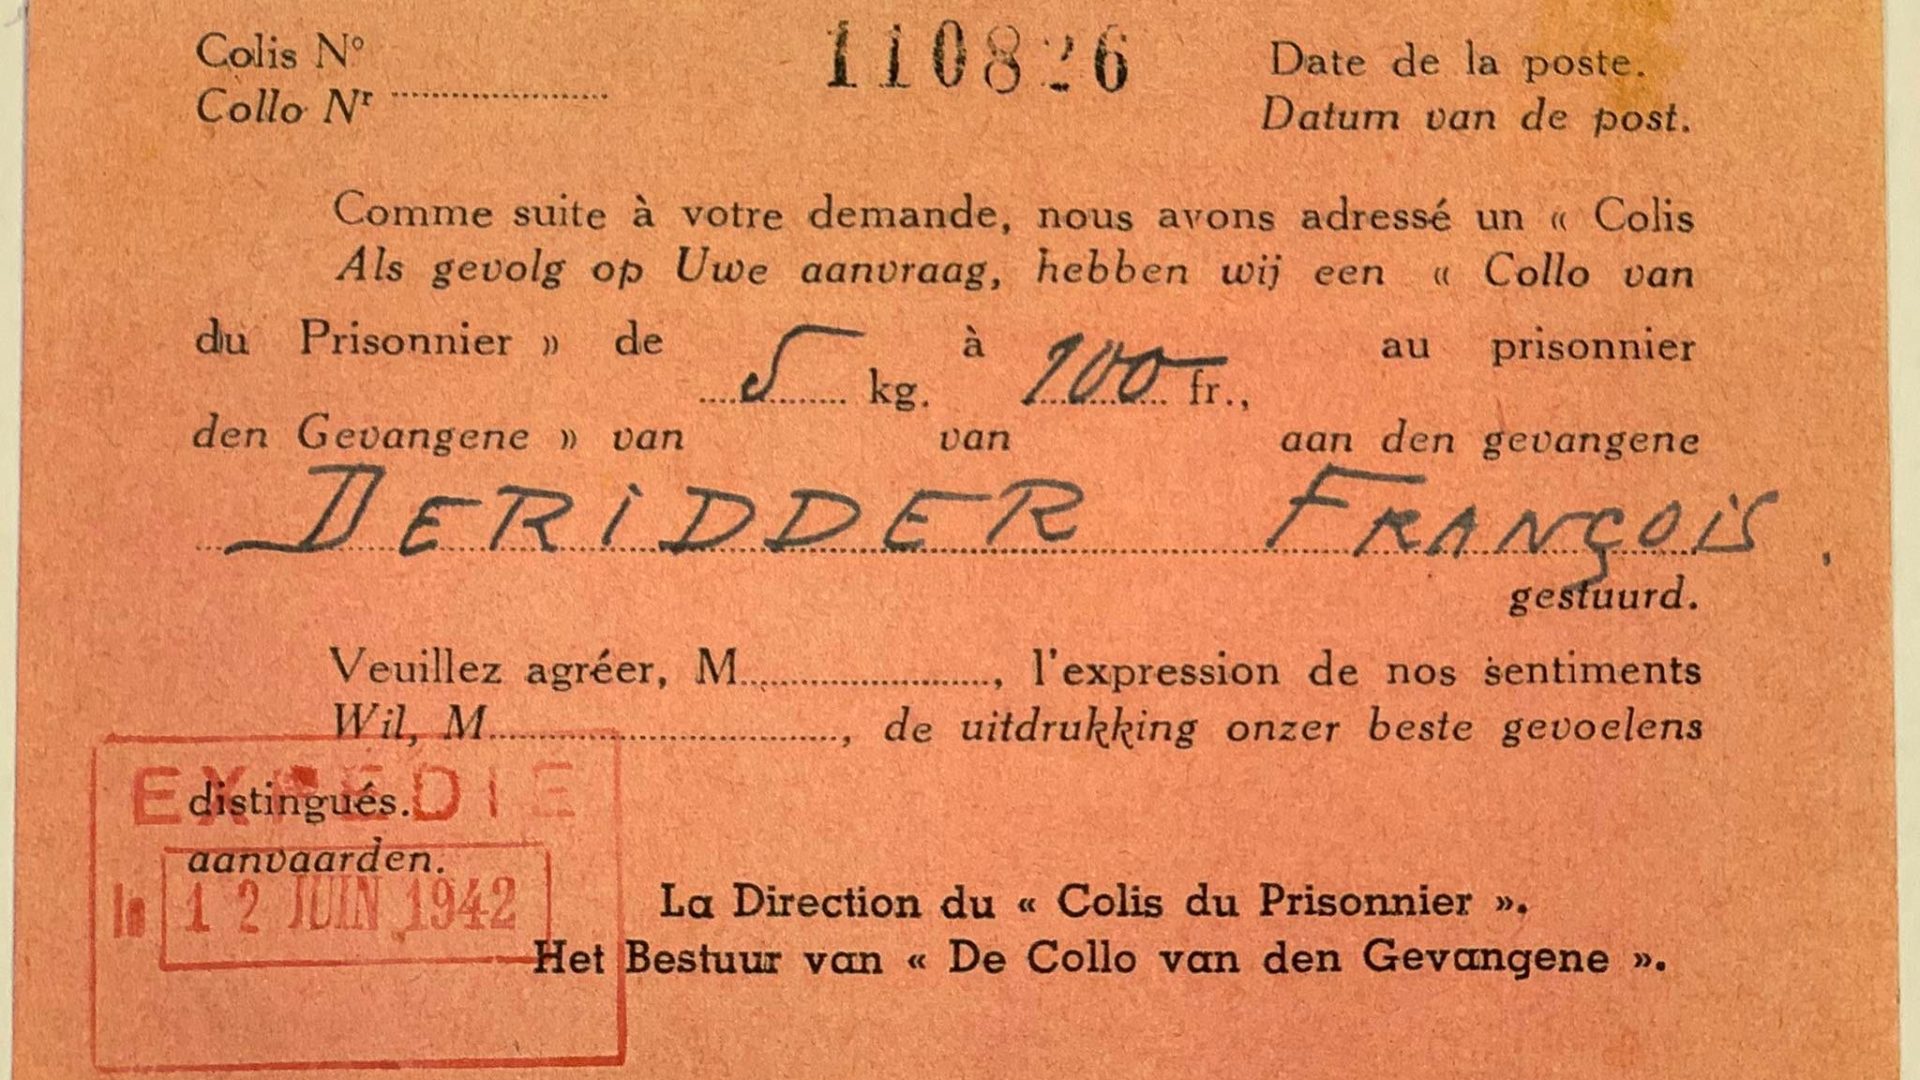 Colis N° 110826 Date de la poste.
Collo Nr Datum van de post.
Comme suite à votre demande, nous avons adressé un « Colis
Als gevolg op Uwe aanvraag, hebben wij een « Collo van
du Prisonnier » de 5 kg. à 100 fr., au prisonnier
den Gevangene » van van aan den gevangene
DERIDDER FRANÇOIS,
gestuurd.
Veuillez agréer, M...................., l'expression de nos sentiments
Wil, M..........................., de uitdrukking onzer beste gevoelens
distingués.
aanvaarden.
EXPEDIE
le 12 JUIN 1942
La Direction du « Colis du Prisonnier ».
Het Bestuur van « De Collo van den Gevangene ».